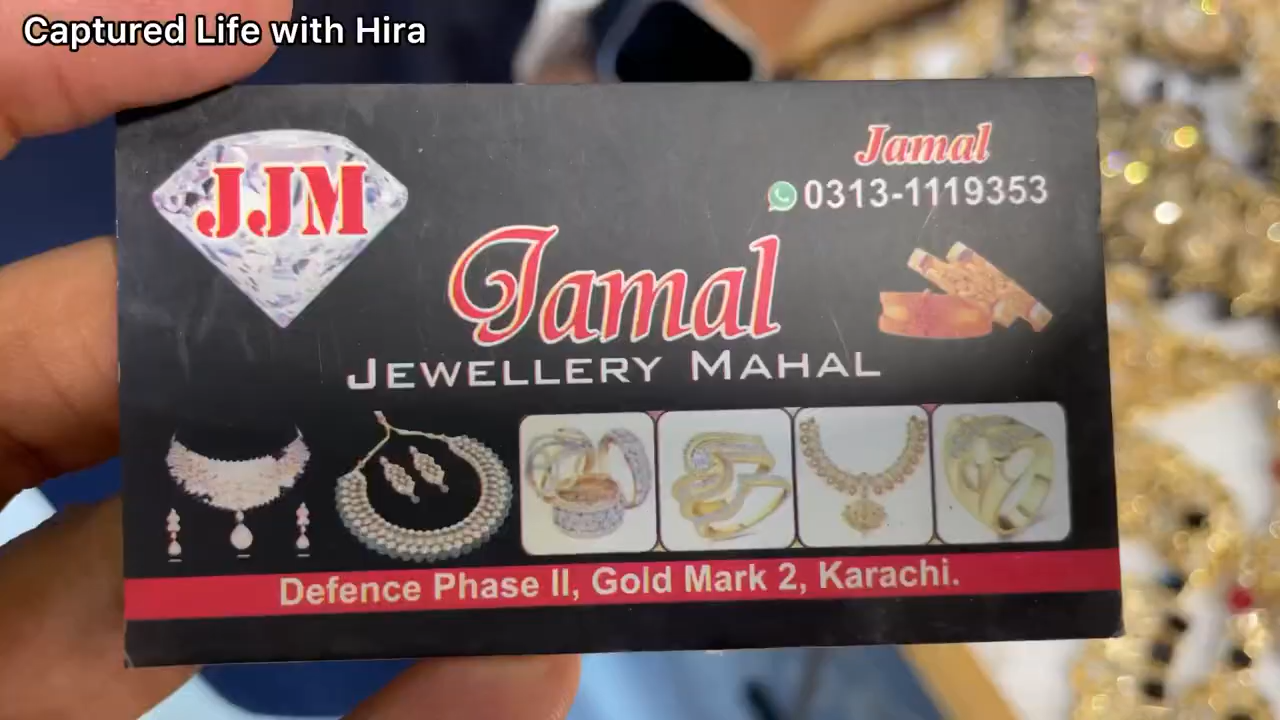 Captured Life with Hira
JJM
Jamal
0313-1119353
Jamal
JEWELLERY MAHAL
Defence Phase II, Gold Mark 2, Karachi.